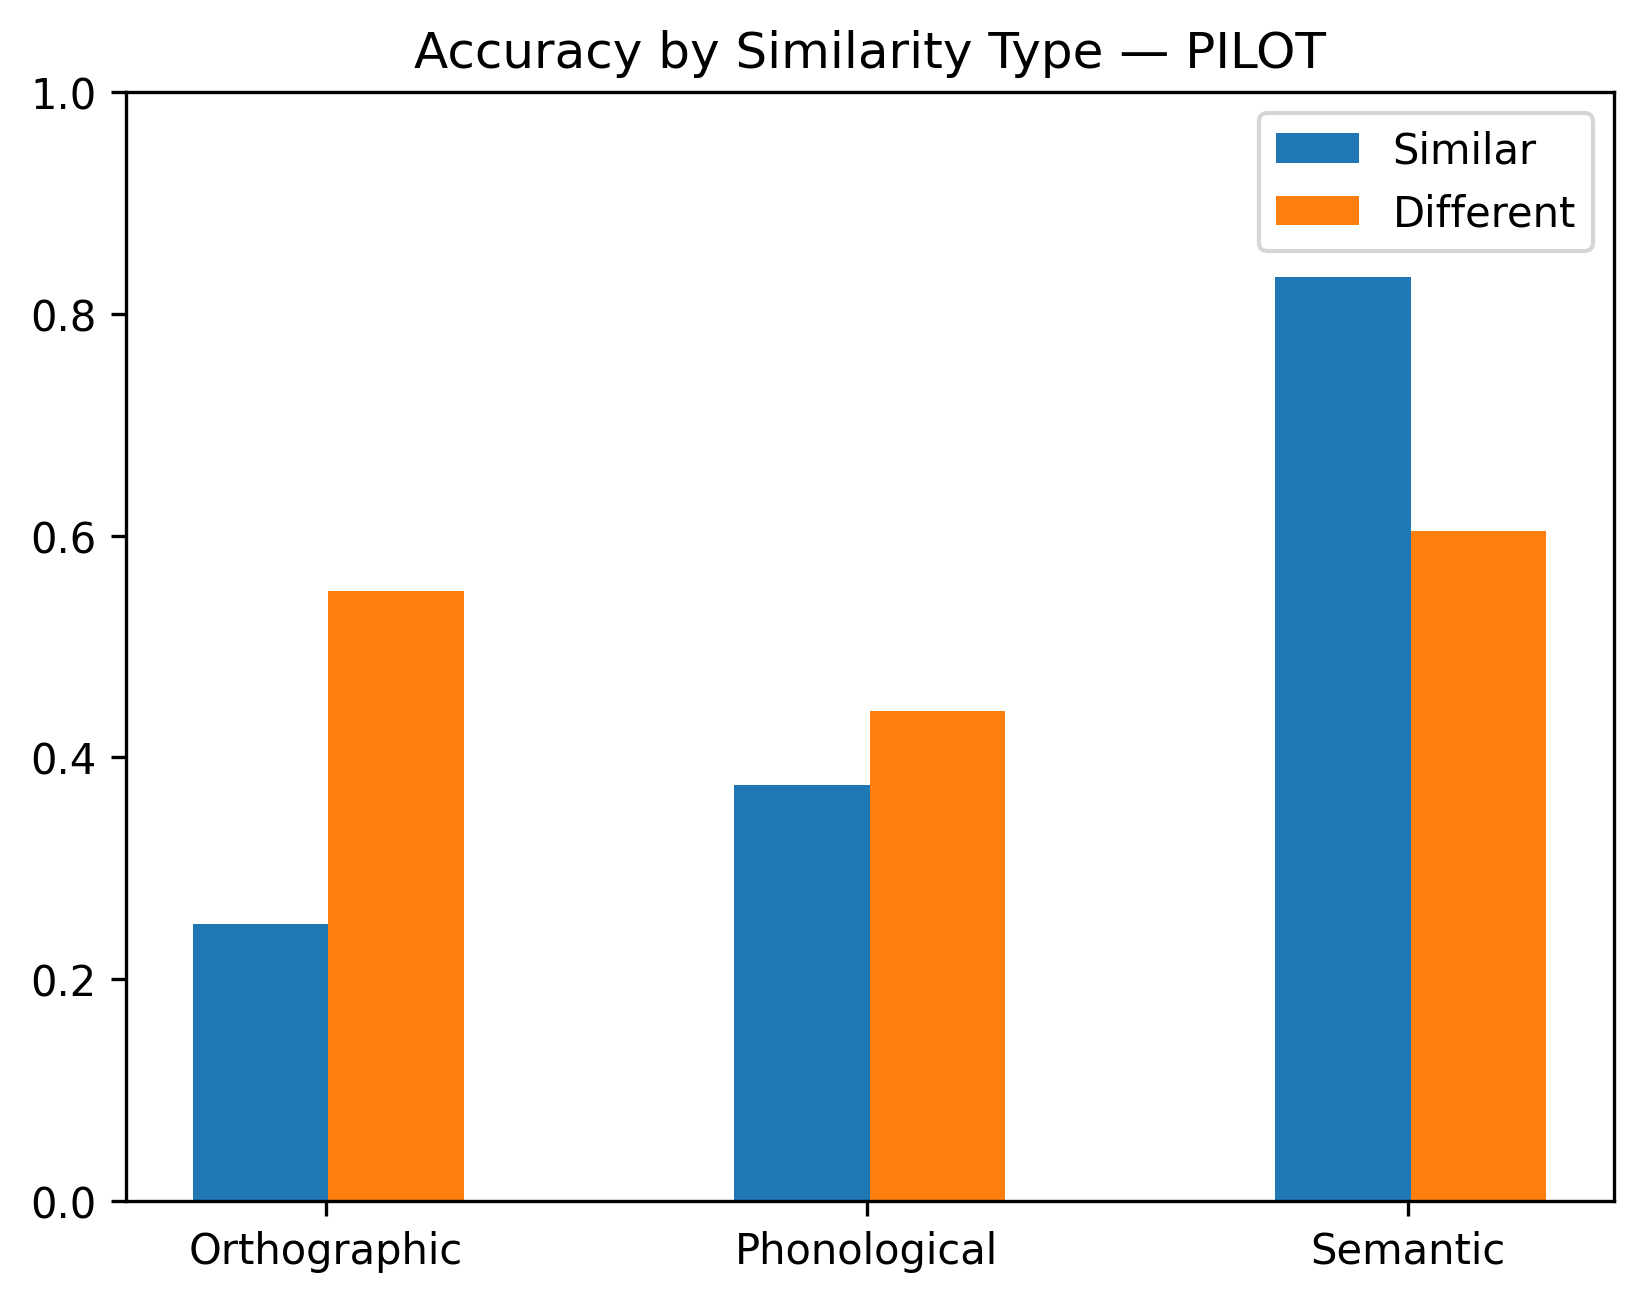 Accuracy by Similarity Type — PILOT
1.0
0.8
0.6
0.4
0.2
0.0
Similar
Different
Orthographic
Phonological
Semantic